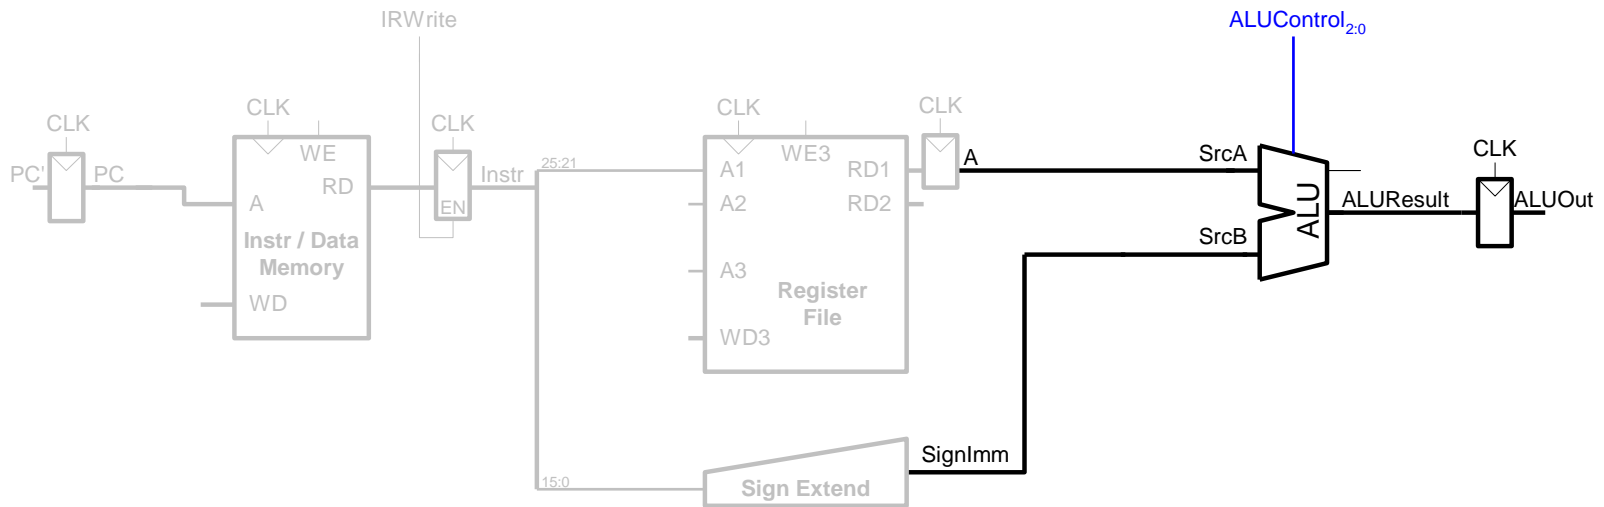 IRWrite
ALUControl2:0
CLK
CLK
CLK
CLK
CLK
CLK
PC'
PC
WE
RD
A
Instr / Data
Memory
WD
EN
Instr
25:21
A1
WE3
RD1
A2
RD2
A3
Register
File
WD3
A
SrcA
SrcB
ALU
ALUResult
ALUOut
SignImm
15:0
Sign Extend